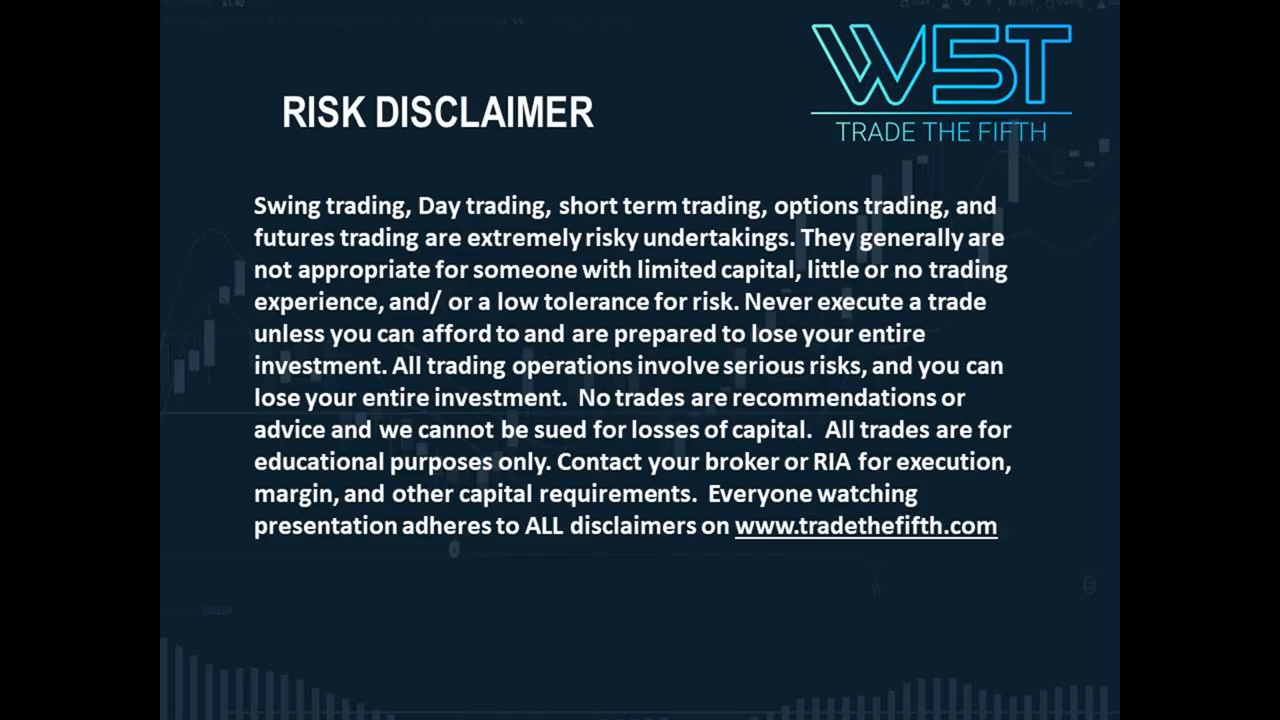 W5T
TRADE THE FIFTH
RISK DISCLAIMER
Swing trading, Day trading, short term trading, options trading, and
futures trading are extremely risky undertakings. They generally are
not appropriate for someone with limited capital, little or no trading
experience, and/ or a low tolerance for risk. Never execute a trade
unless you can afford to and are prepared to lose your entire
investment. All trading operations involve serious risks, and you can
lose your entire investment.  No trades are recommendations or
advice and we cannot be sued for losses of capital.  All trades are for
educational purposes only. Contact your broker or RIA for execution,
margin, and other capital requirements.  Everyone watching
presentation adheres to ALL disclaimers on www.tradethefifth.com